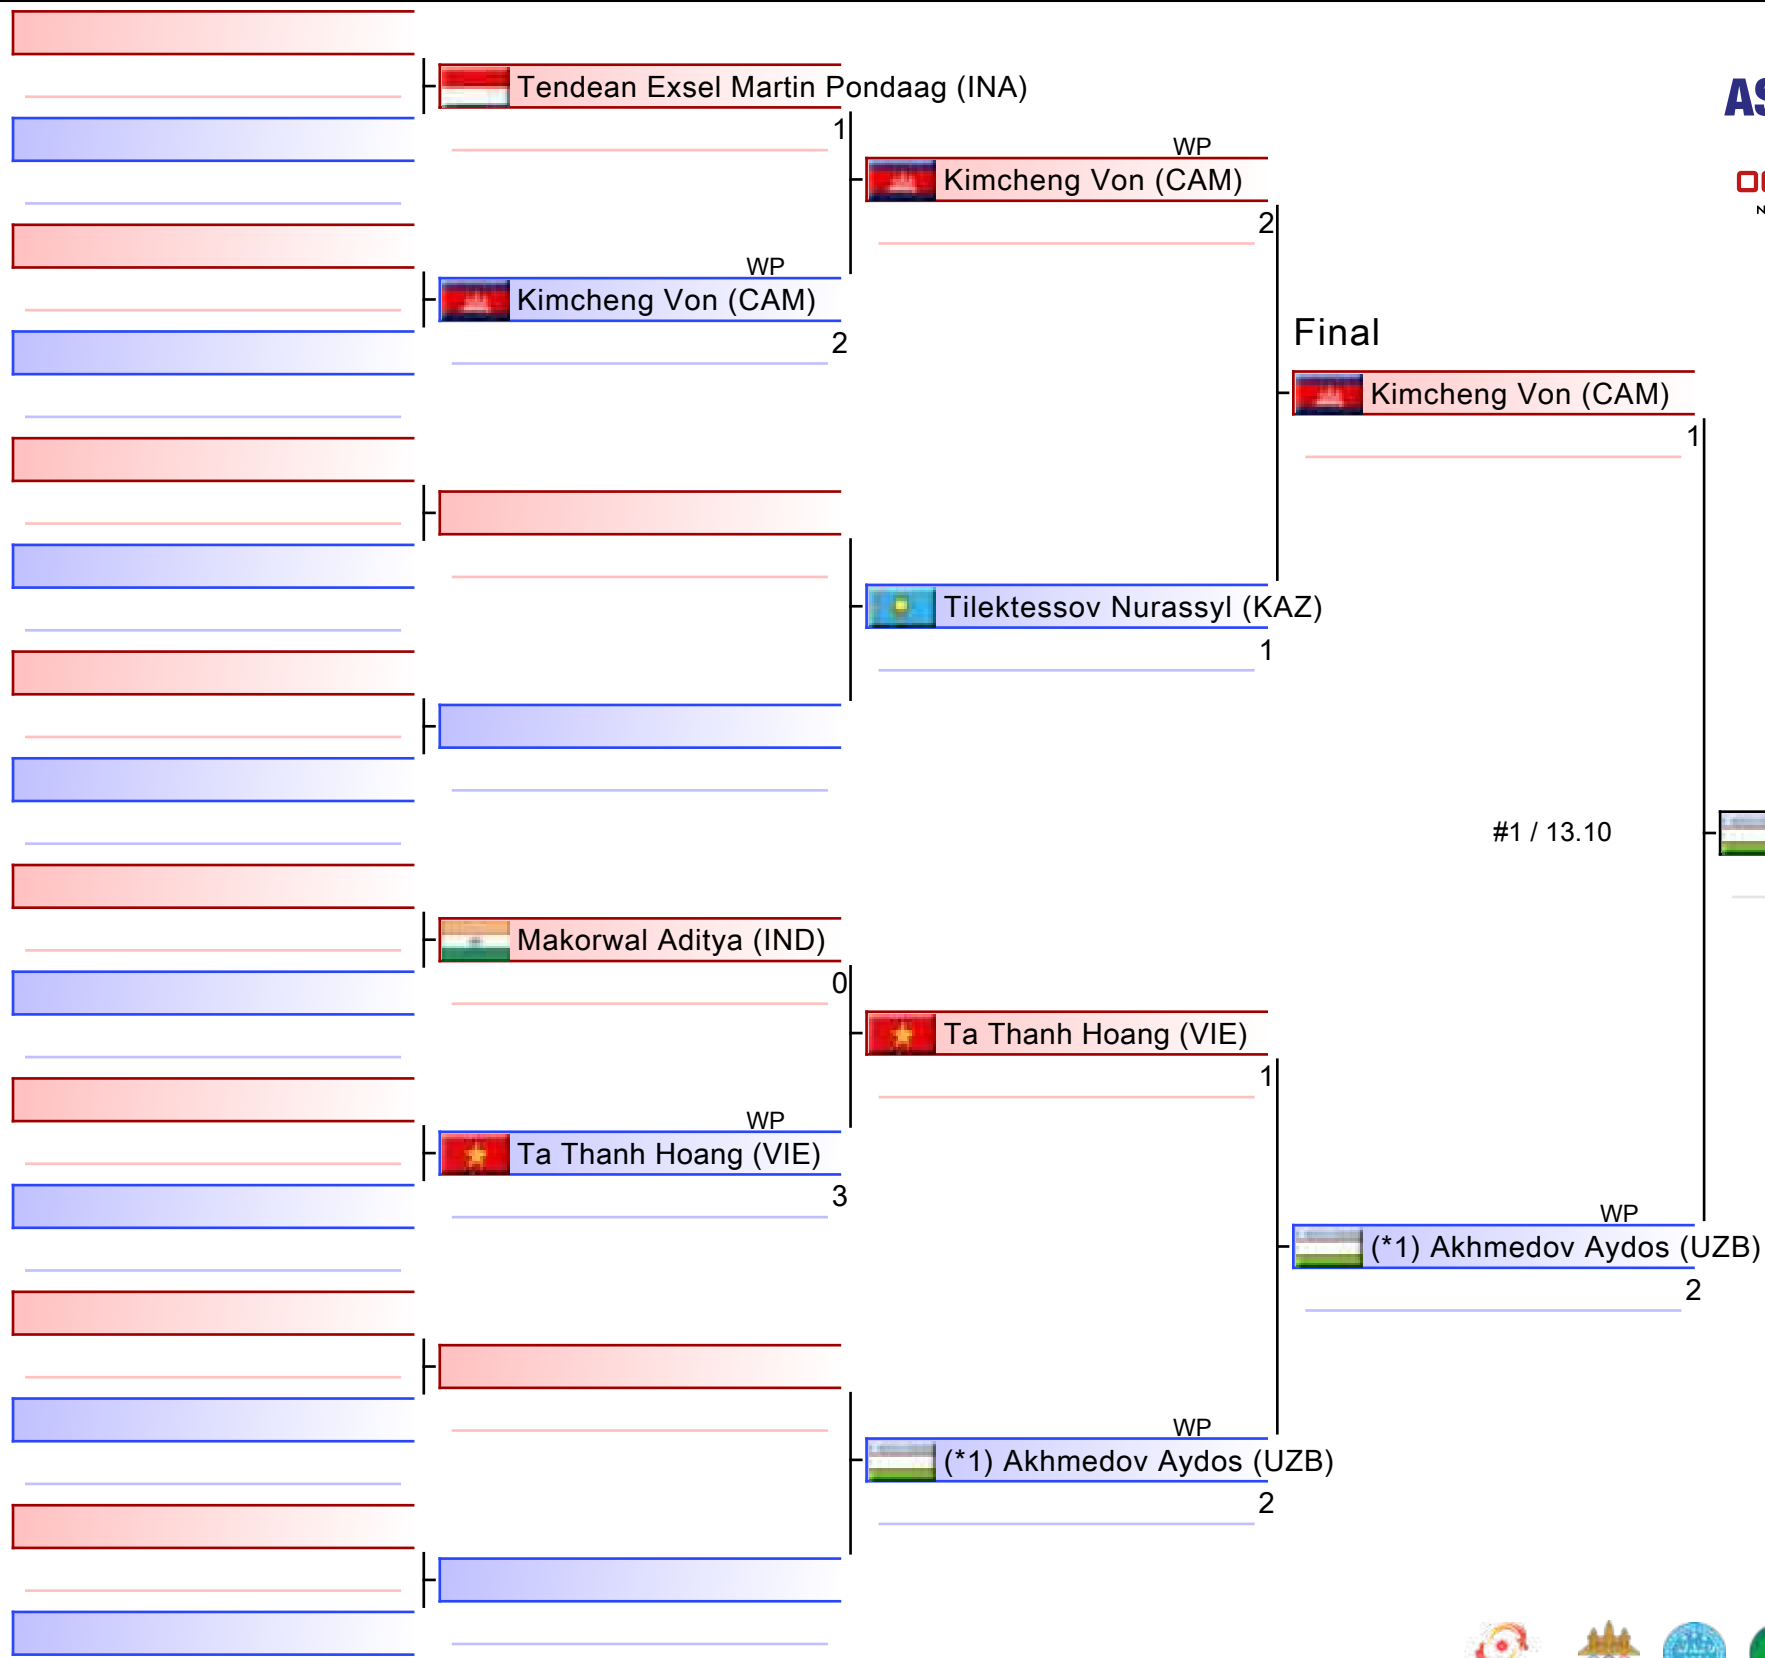 Tendean Exsel Martin Pondaag (INA)
1
WP
Kimcheng Von (CAM)
2
WP
Kimcheng Von (CAM)
2
Final
Kimcheng Von (CAM)
1
Tilektessov Nurassyl (KAZ)
1
#1 / 13.10
Makorwal Aditya (IND)
0
Ta Thanh Hoang (VIE)
1
WP
Ta Thanh Hoang (VIE)
3
WP
(*1) Akhmedov Aydos (UZB)
2
WP
(*1) Akhmedov Aydos (UZB)
2